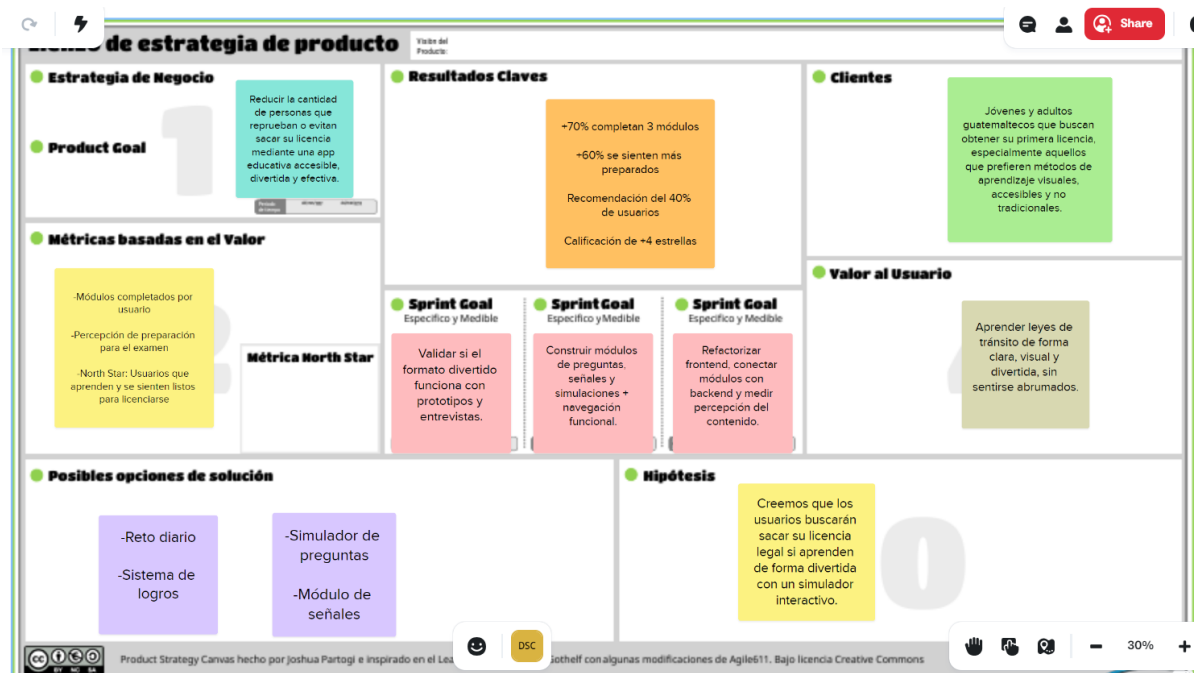 Share
de estrategia de producto
Visión del
Producto:
Estrategia de Negocio
Product Goal
1
Reducir la cantidad
de personas que
reprueban o evitan
sacar su licencia
mediante una app
educativa accesible,
divertida y efectiva.
Resultados Claves
+70% completan 3 módulos
+60% se sienten más
preparados
Recomendación del 40%
de usuarios
Calificación de +4 estrellas
Clientes
Jóvenes y adultos
guatemaltecos que buscan
obtener su primera licencia,
especialmente aquellos
que prefieren métodos de
aprendizaje visuales,
accesibles y no
tradicionales.
Métricas basadas en el Valor
-Módulos completados por
usuario
-Percepción de preparación
para el examen
-North Star: Usuarios que
aprenden y se sienten listos
para licenciarse
Métrica North Star
Sprint Goal
Especifico y Medible
Validar si el
formato divertido
funciona con
prototipos y
entrevistas.
Sprint Goal
Especifico y Medible
Construir módulos
de preguntas,
señales y
simulaciones +
navegación
funcional.
Sprint Goal
Especifico y Medible
Refactorizar
frontend, conectar
módulos con
backend y medir
percepción del
contenido.
Valor al Usuario
Aprender leyes de
tránsito de forma
clara, visual y
divertida, sin
sentirse abrumados.
Posibles opciones de solución
-Reto diario
-Sistema de
logros
-Simulador de
preguntas
-Módulo de
señales
Hipótesis
Creemos que los
usuarios buscarán
sacar su licencia
legal si aprenden
de forma divertida
con un simulador
interactivo.
0
cc BY NC SA
Product Strategy Canvas hecho por Joshua Partogi e inspirado en el Lea
DSC
Gothelf con algunas modificaciones de Agile611. Bajo licencia Creative Commons
30%